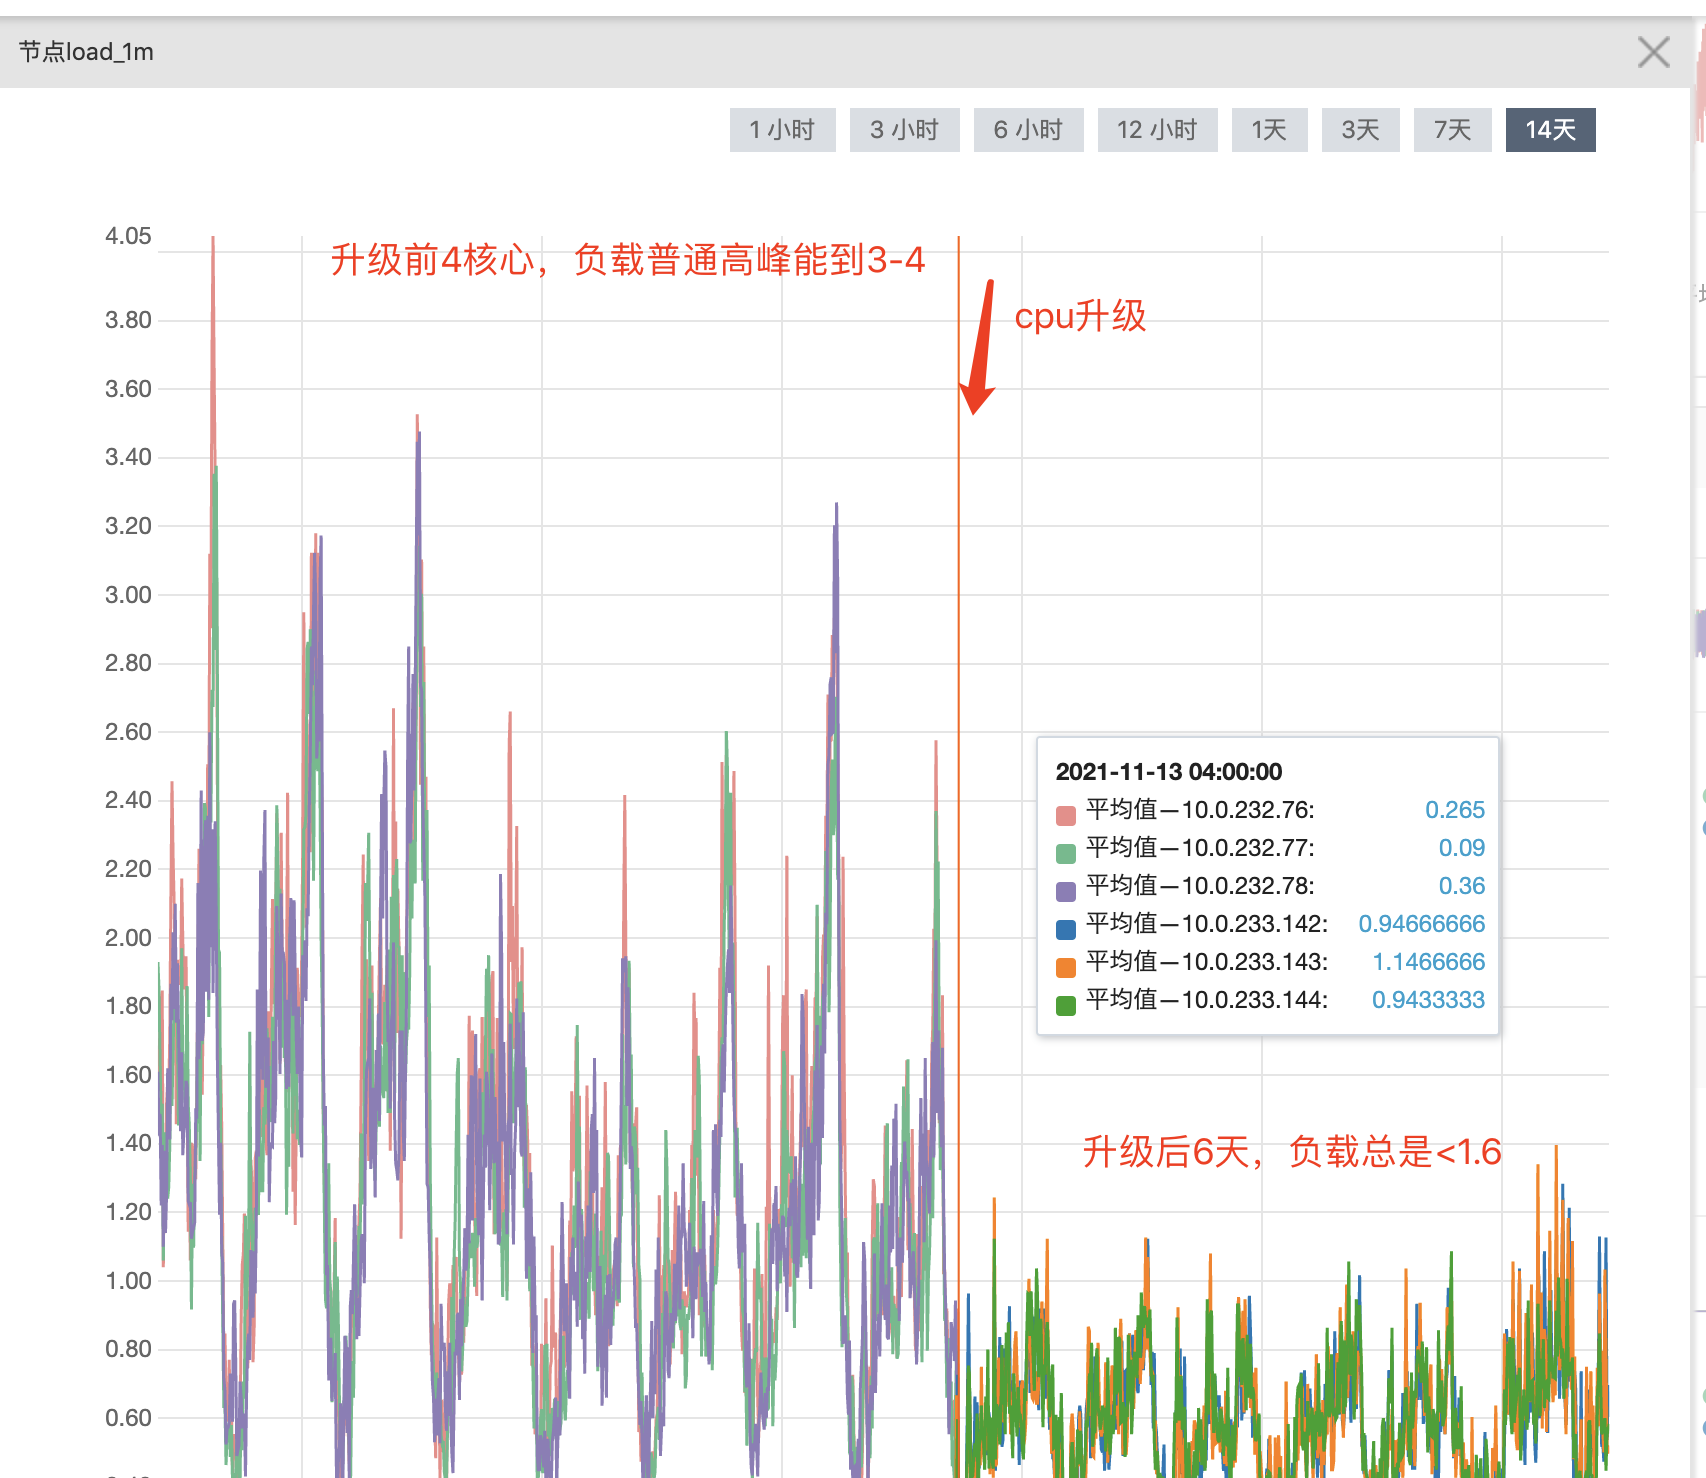 节点load_1m
1 小时 3 小时 6 小时 12 小时 1天 3天 7天 14天
4.05
升级前4核心，负载普通高峰能到3-4
cpu升级
3.80
3.60
3.40
3.20
3.00
2.80
2.60
2.40
2.20
2.00
1.80
1.60
1.40
1.20
1.00
0.80
0.60
2021-11-13 04:00:00
平均值—10.0.232.76: 0.265
平均值—10.0.232.77: 0.09
平均值—10.0.232.78: 0.36
平均值—10.0.233.142: 0.94666666
平均值—10.0.233.143: 1.1466666
平均值—10.0.233.144: 0.9433333
升级后6天，负载总是<1.6